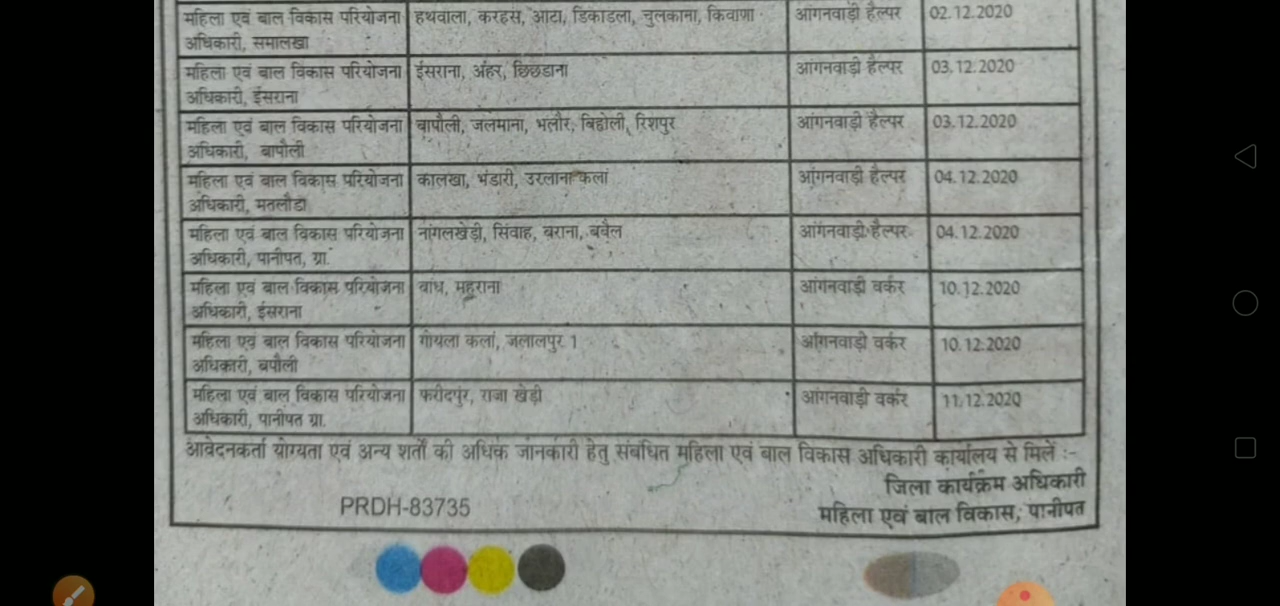 महिला एवं बाल विकास परियोजना हथवाला, करहस, आटा, डिकाडला, चुलकाना, किवाणा आंगनवाड़ी हैल्पर 02.12.2020
अधिकारी, समालखा
महिला एवं बाल विकास परियोजना ईसराना, अंहर, छिछडाना आंगनवाड़ी हैल्पर 03.12.2020
अधिकारी, ईसराना
महिला एवं बाल विकास परियोजना बापौली, जलमाना, भलौर, बिहोली, रिशपुर आंगनवाड़ी हैल्पर 03.12.2020
अधिकारी, बापौली
महिला एवं बाल विकास परियोजना कालखा, भंडारी, उरलाना कलां आंगनवाड़ी हैल्पर 04.12.2020
अधिकारी, मतलौडा
महिला एवं बाल विकास परियोजना नांगलखेड़ी, सिंवाह, बराना, बबैल आंगनवाड़ी हैल्पर 04.12.2020
अधिकारी, पानीपत, ग्रा.
महिला एवं बाल विकास परियोजना बांध, महराना आंगनवाड़ी वर्कर 10.12.2020
अधिकारी, ईसराना
महिला एवं बाल विकास परियोजना गोयला कलां, जलालपुर 1 आंगनवाड़ी वर्कर 10.12.2020
अधिकारी, बपौली
महिला एवं बाल विकास परियोजना फरीदपुर, राजा खेड़ी आंगनवाड़ी वर्कर 11.12.2020
अधिकारी, पानीपत ग्रा.
आवेदनकर्ता योग्यता एवं अन्य शर्तों की अधिक जानकारी हेतु संबंधित महिला एवं बाल विकास अधिकारी कार्यालय से मिलें :-
जिला कार्यक्रम अधिकारी
PRDH-83735 महिला एवं बाल विकास, पानीपत